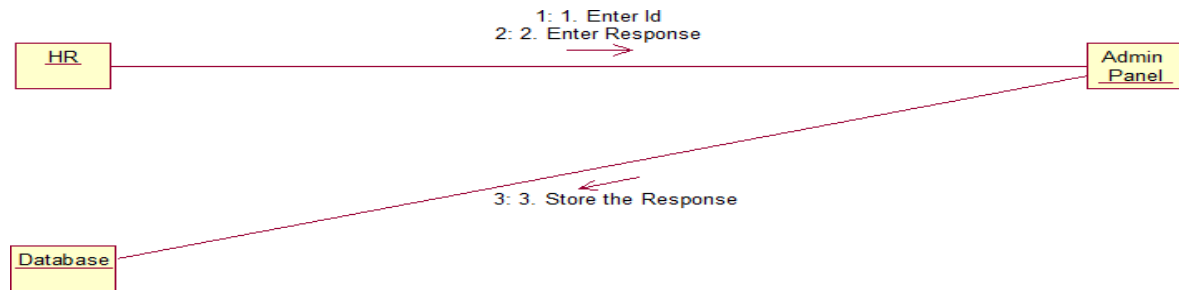 1: 1. Enter Id
2: 2. Enter Response
HR
Admin
Panel
3: 3. Store the Response
Database